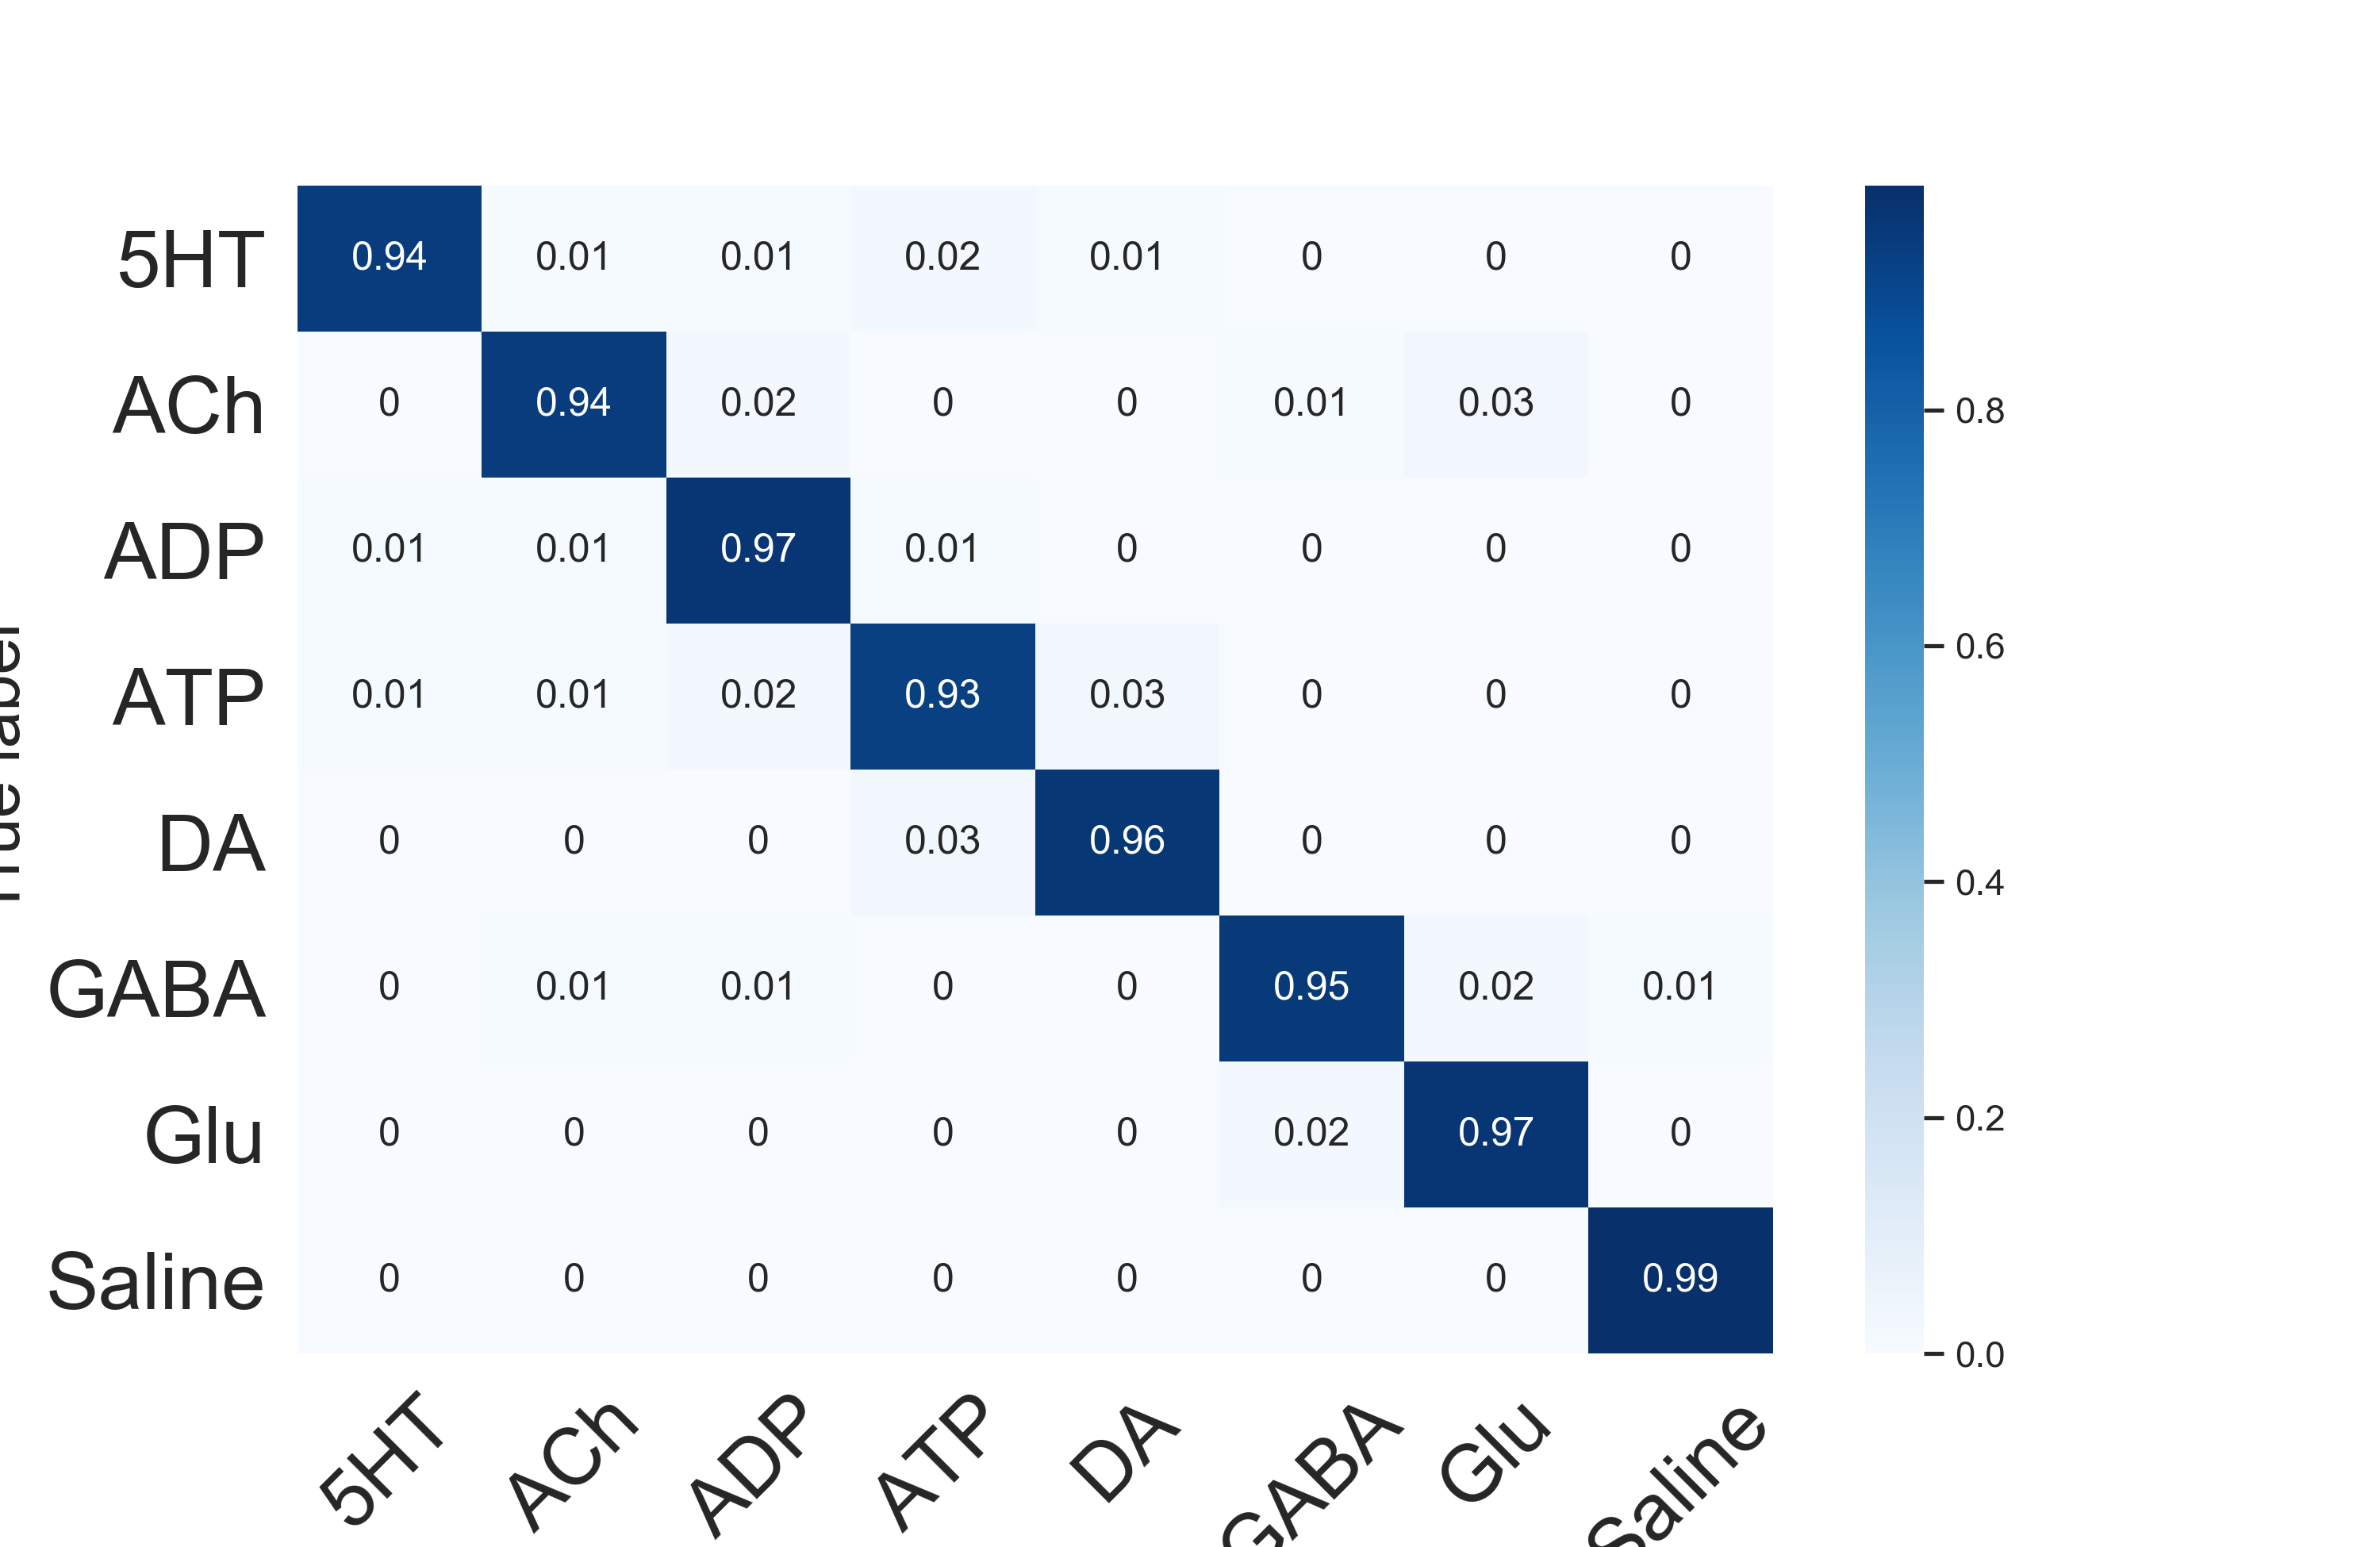 5HT 0.94 0.01 0.01 0.02 0.01 0 0 0
ACh 0 0.94 0.02 0 0 0.01 0.03 0
ADP 0.01 0.01 0.97 0.01 0 0 0 0
ATP 0.01 0.01 0.02 0.93 0.03 0 0 0
DA 0 0 0 0.03 0.96 0 0 0
GABA 0 0.01 0.01 0 0 0.95 0.02 0.01
Glu 0 0 0 0 0 0.02 0.97 0
Saline 0 0 0 0 0 0 0 0.99
5HT ACh ADP ATP DA GABA Glu Saline
0.8
0.6
0.4
0.2
0.0
True label